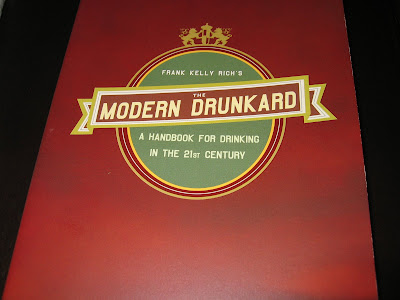 FRANK KELLY RICH'S
THE
MODERN DRUNKARD
A HANDBOOK FOR DRINKING
IN THE 21ST CENTURY